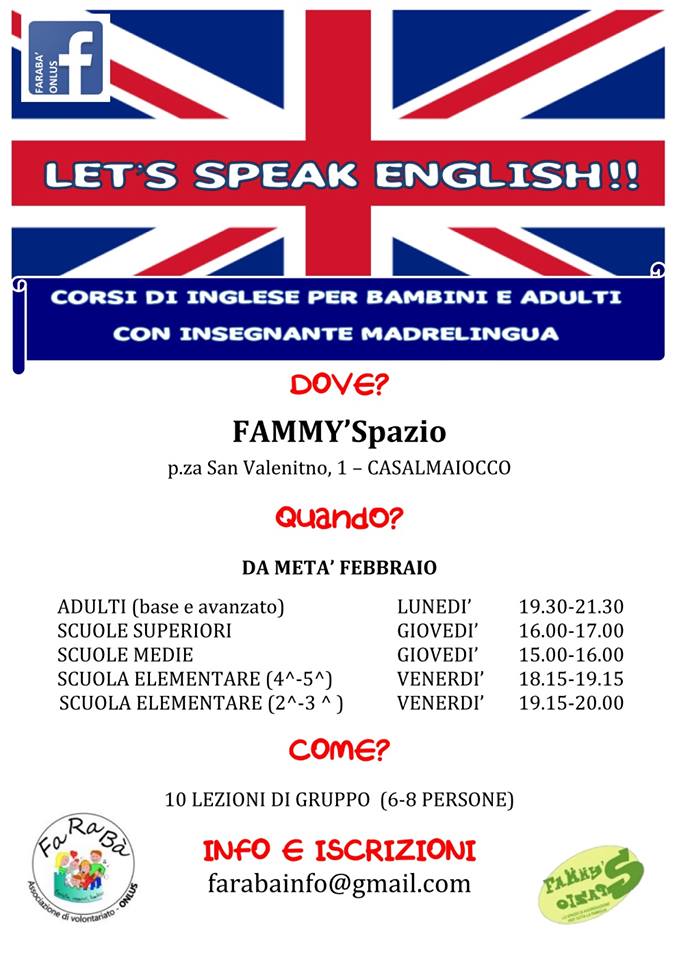 FARABA'
ONLUS
LET'S SPEAK ENGLISH!!
CORSI DI INGLESE PER BAMBINI E ADULTI
CON INSEGNANTE MADRELINGUA
DOVE?
FAMMY'Spazio
p.za San Valenitno, 1 – CASALMAIOCCO
Quando?
DA META' FEBBRAIO
ADULTI (base e avanzato) LUNEDI' 19.30-21.30
SCUOLE SUPERIORI GIOVEDI' 16.00-17.00
SCUOLE MEDIE GIOVEDI' 15.00-16.00
SCUOLA ELEMENTARE (4^-5^) VENERDI' 18.15-19.15
SCUOLA ELEMENTARE (2^-3 ^ ) VENERDI' 19.15-20.00
COME?
10 LEZIONI DI GRUPPO (6-8 PERSONE)
INFO E ISCRIZIONI
farabainfo@gmail.com
FaRaBà
Associazione di volontariato - ONLUS
FAMMY'S
SPAZIO